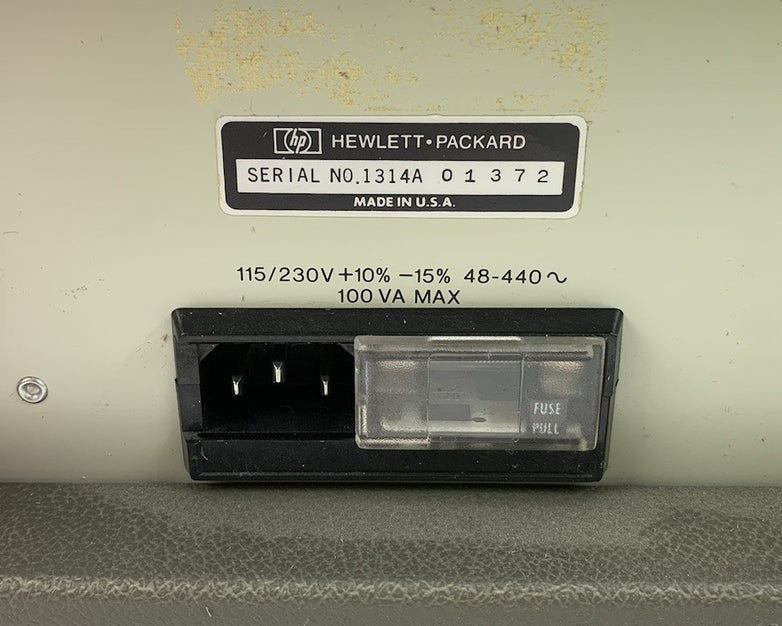 hp HEWLETT•PACKARD
SERIAL NO.1314A 01372
MADE IN U.S.A.
115/230V +10% −15% 48-440~
100 VA MAX
FUSE
PULL